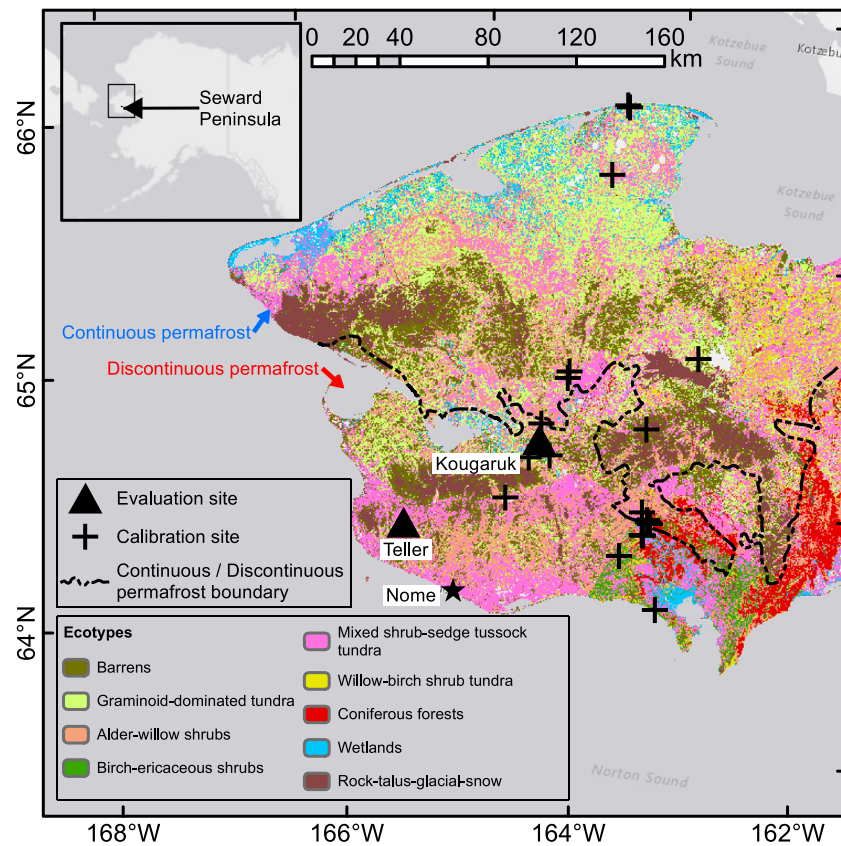 0 20 40 80 120 160
km
Kotzebue
Sound
Kotzebue
Seward
Peninsula
66°N
Kotzebue
Sound
Continuous permafrost
Discontinuous permafrost
65°N
Kougaruk
Evaluation site
Calibration site
Continuous / Discontinuous
permafrost boundary
Teller
Nome
64°N
Ecotypes
Barrens
Graminoid-dominated tundra
Alder-willow shrubs
Birch-ericaceous shrubs
Mixed shrub-sedge tussock
tundra
Willow-birch shrub tundra
Coniferous forests
Wetlands
Rock-talus-glacial-snow
Norton Sound
168°W 166°W 164°W 162°W